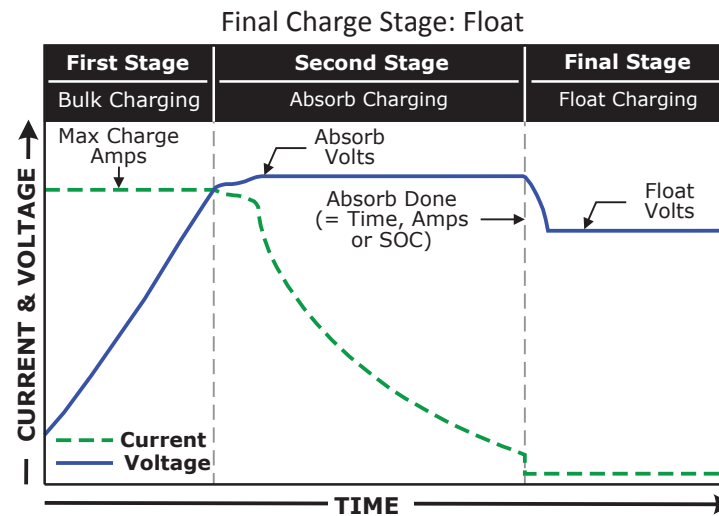 Final Charge Stage: Float
First Stage
Second Stage
Final Stage
Bulk Charging
Absorb Charging
Float Charging
Max Charge
Amps
Absorb
Volts
Absorb Done
(= Time, Amps
or SOC)
Float
Volts
CURRENT & VOLTAGE
Current
Voltage
TIME